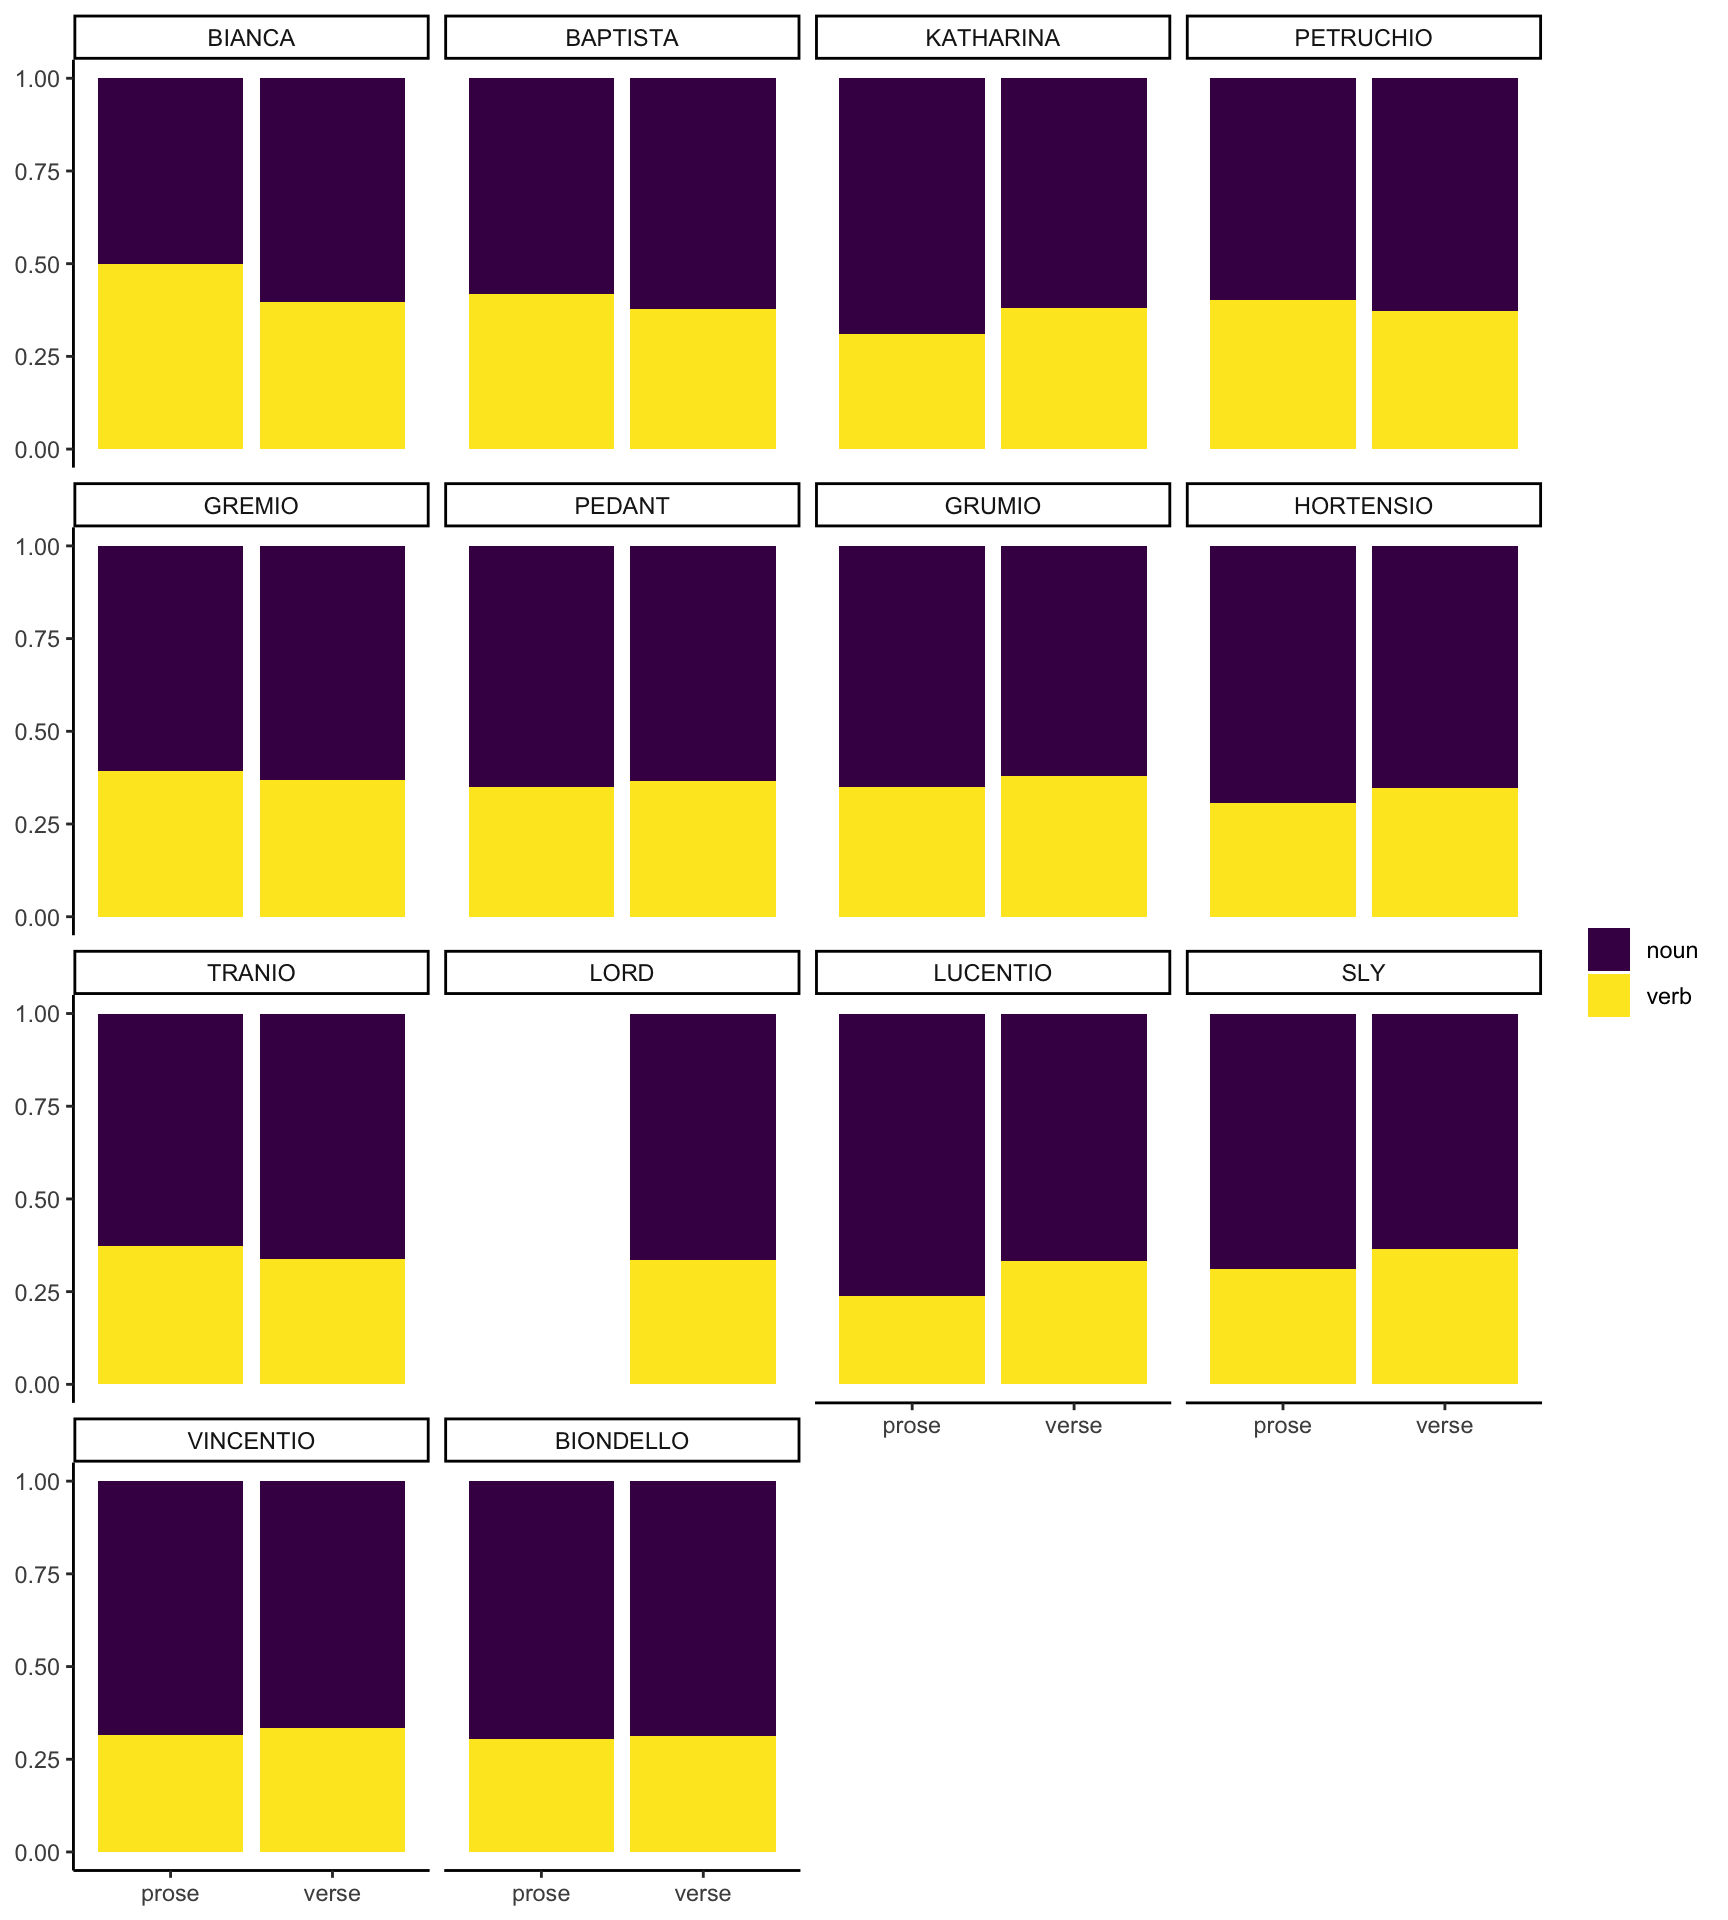 BIANCA BAPTISTA KATHARINA PETRUCHIO
1.00
0.75
0.50
0.25
0.00
GREMIO PEDANT GRUMIO HORTENSIO
1.00
0.75
0.50
0.25
0.00
noun
verb
TRANIO LORD LUCENTIO SLY
1.00
0.75
0.50
0.25
0.00
prose verse prose verse
VINCENTIO BIONDELLO
1.00
0.75
0.50
0.25
0.00
prose verse prose verse